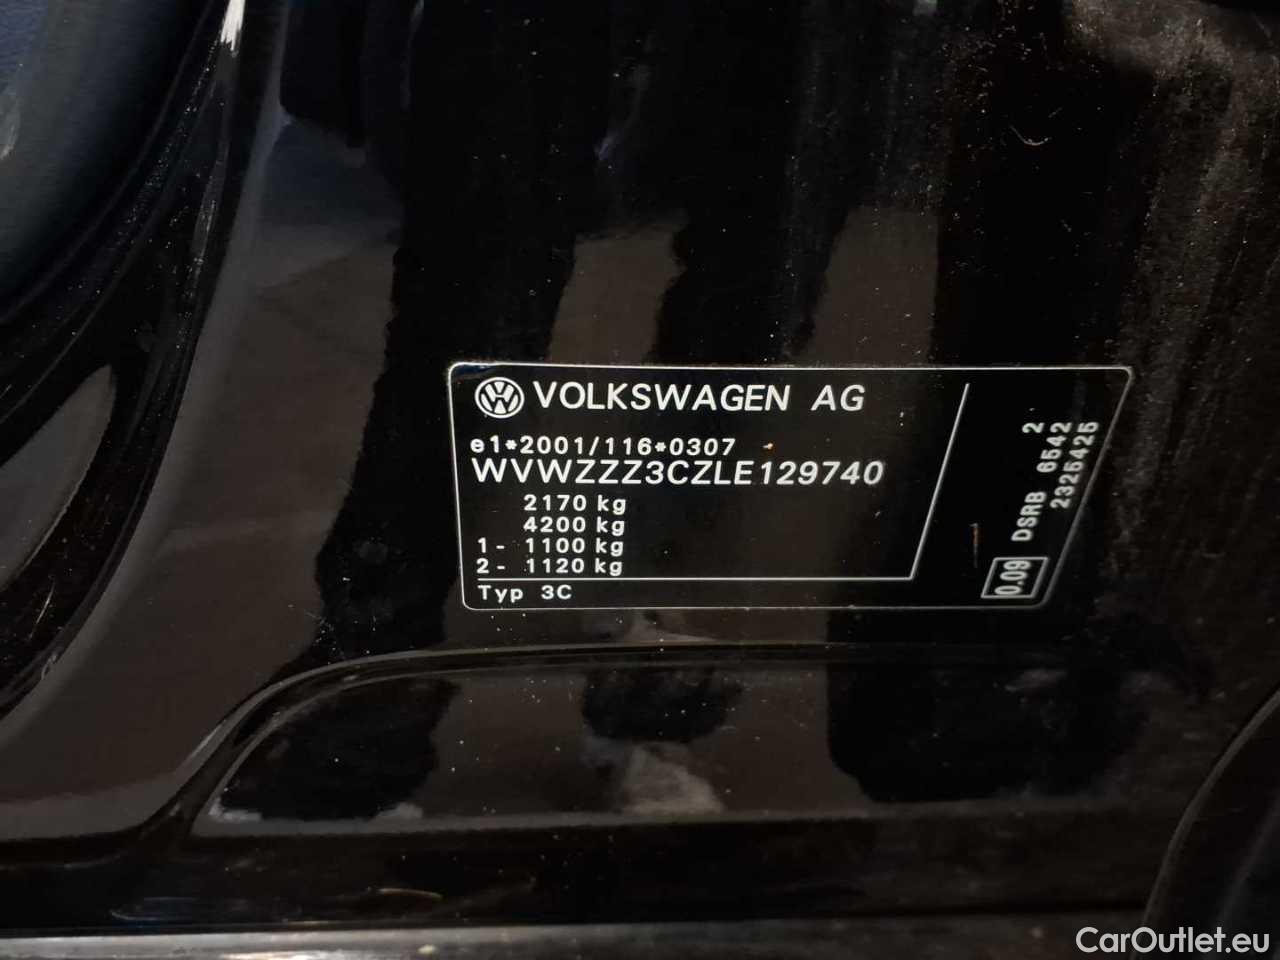 VOLKSWAGEN AG
e1*2001/116*0307
WVWZZZ3CZLE129740
2170 kg
4200 kg
1 - 1100 kg
2 - 1120 kg
Typ 3C
2
DSRB 6542
2325425
0.09
CarOutlet.eu